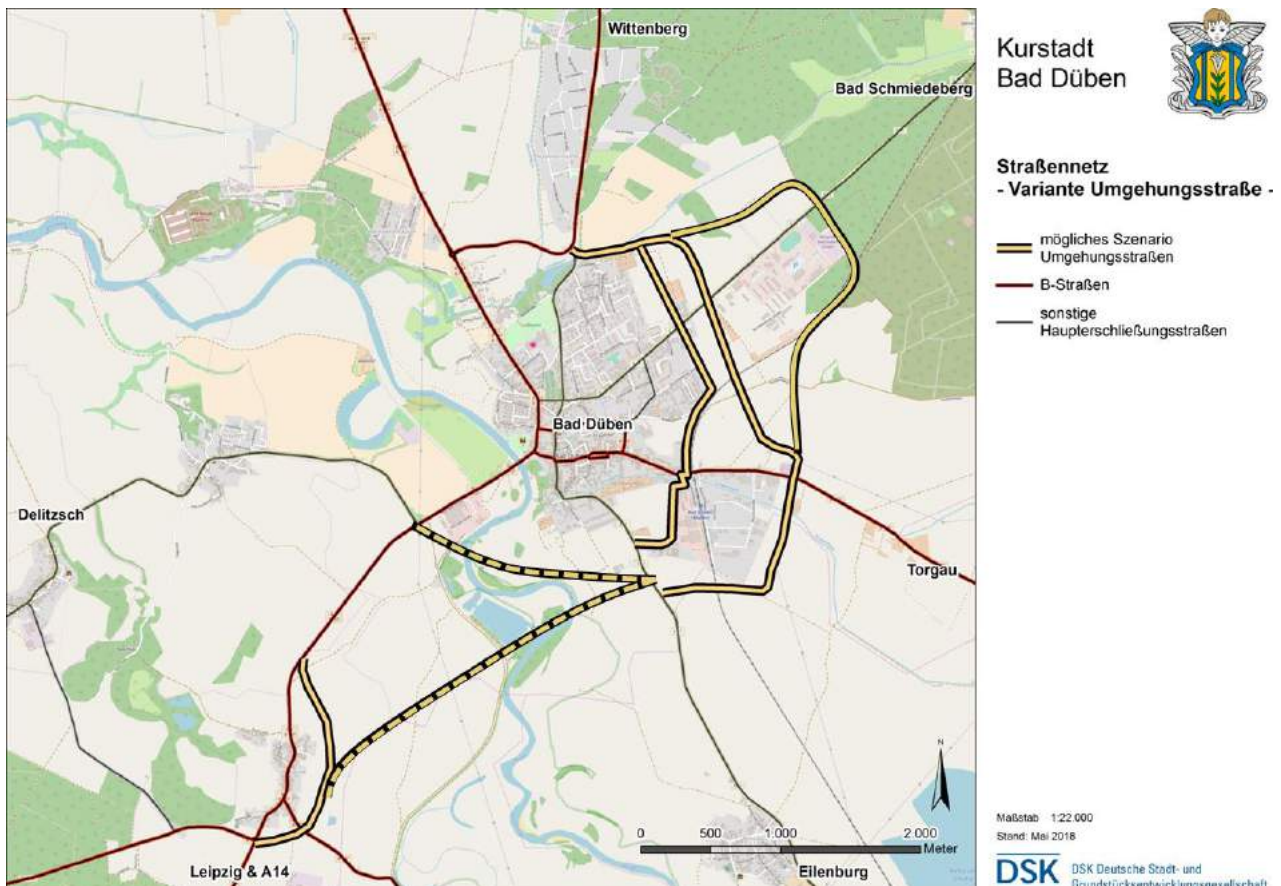 Wittenberg
Bad Schmiedeberg
Bad Düben
Delitzsch
Torgau
Leipzig & A14
Eilenburg
N
0 500 1.000 2.000
Meter
Kurstadt
Bad Düben
Straßennetz
- Variante Umgehungsstraße -
mögliches Szenario
Umgehungsstraßen
B-Straßen
sonstige
Haupterschließungsstraßen
Maßstab 1:22.000
Stand: Mai 2018
DSK DSK Deutsche Stadt- und
Grundstücksentwicklungsgesellschaft